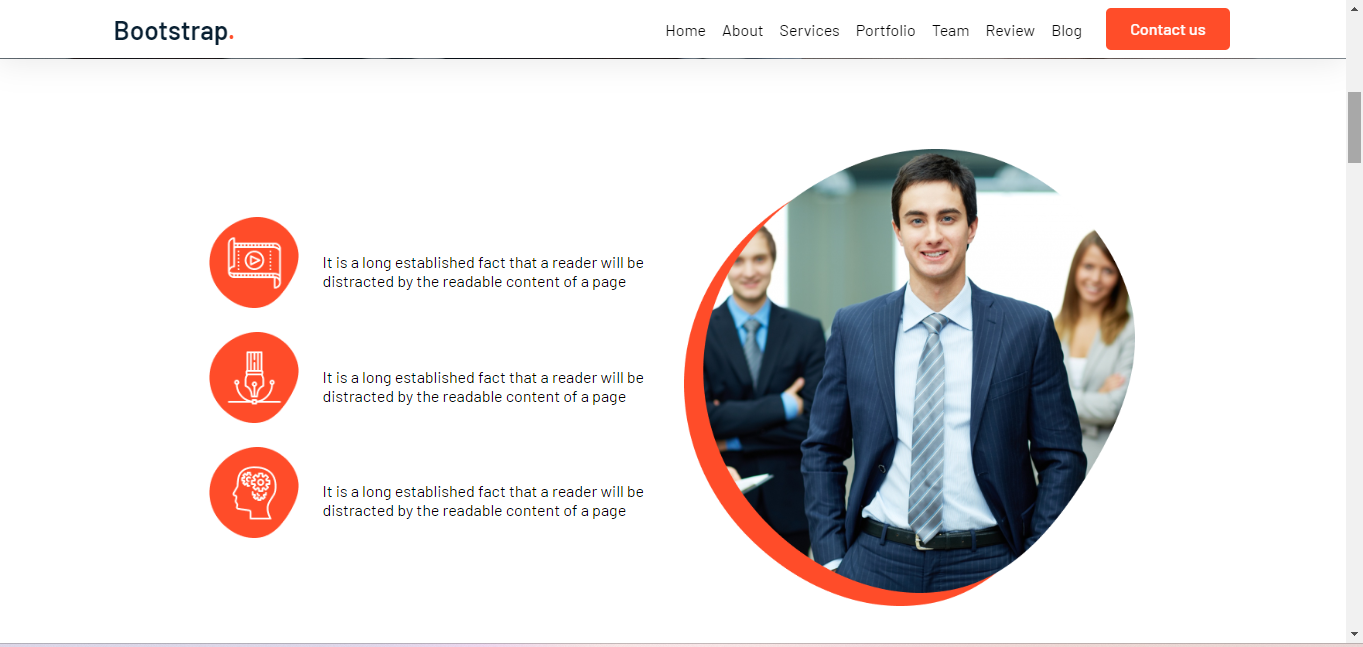 Bootstrap.
Home About Services Portfolio Team Review Blog Contact us
It is a long established fact that a reader will be
distracted by the readable content of a page
It is a long established fact that a reader will be
distracted by the readable content of a page
It is a long established fact that a reader will be
distracted by the readable content of a page